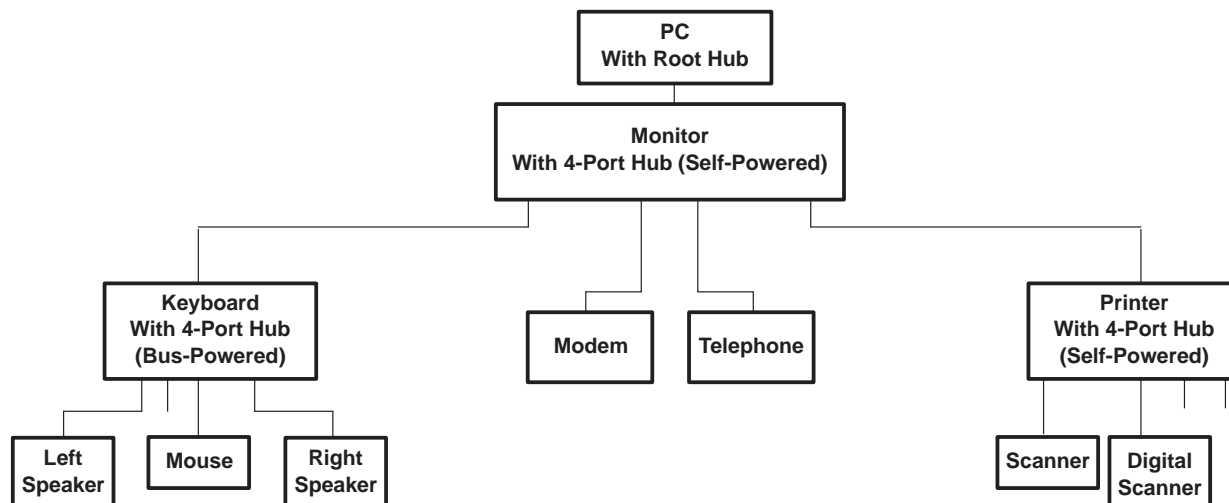 PC
With Root Hub
Monitor
With 4-Port Hub (Self-Powered)
Keyboard
With 4-Port Hub
(Bus-Powered)
Modem
Telephone
Printer
With 4-Port Hub
(Self-Powered)
Left
Speaker
Mouse
Right
Speaker
Scanner
Digital
Scanner